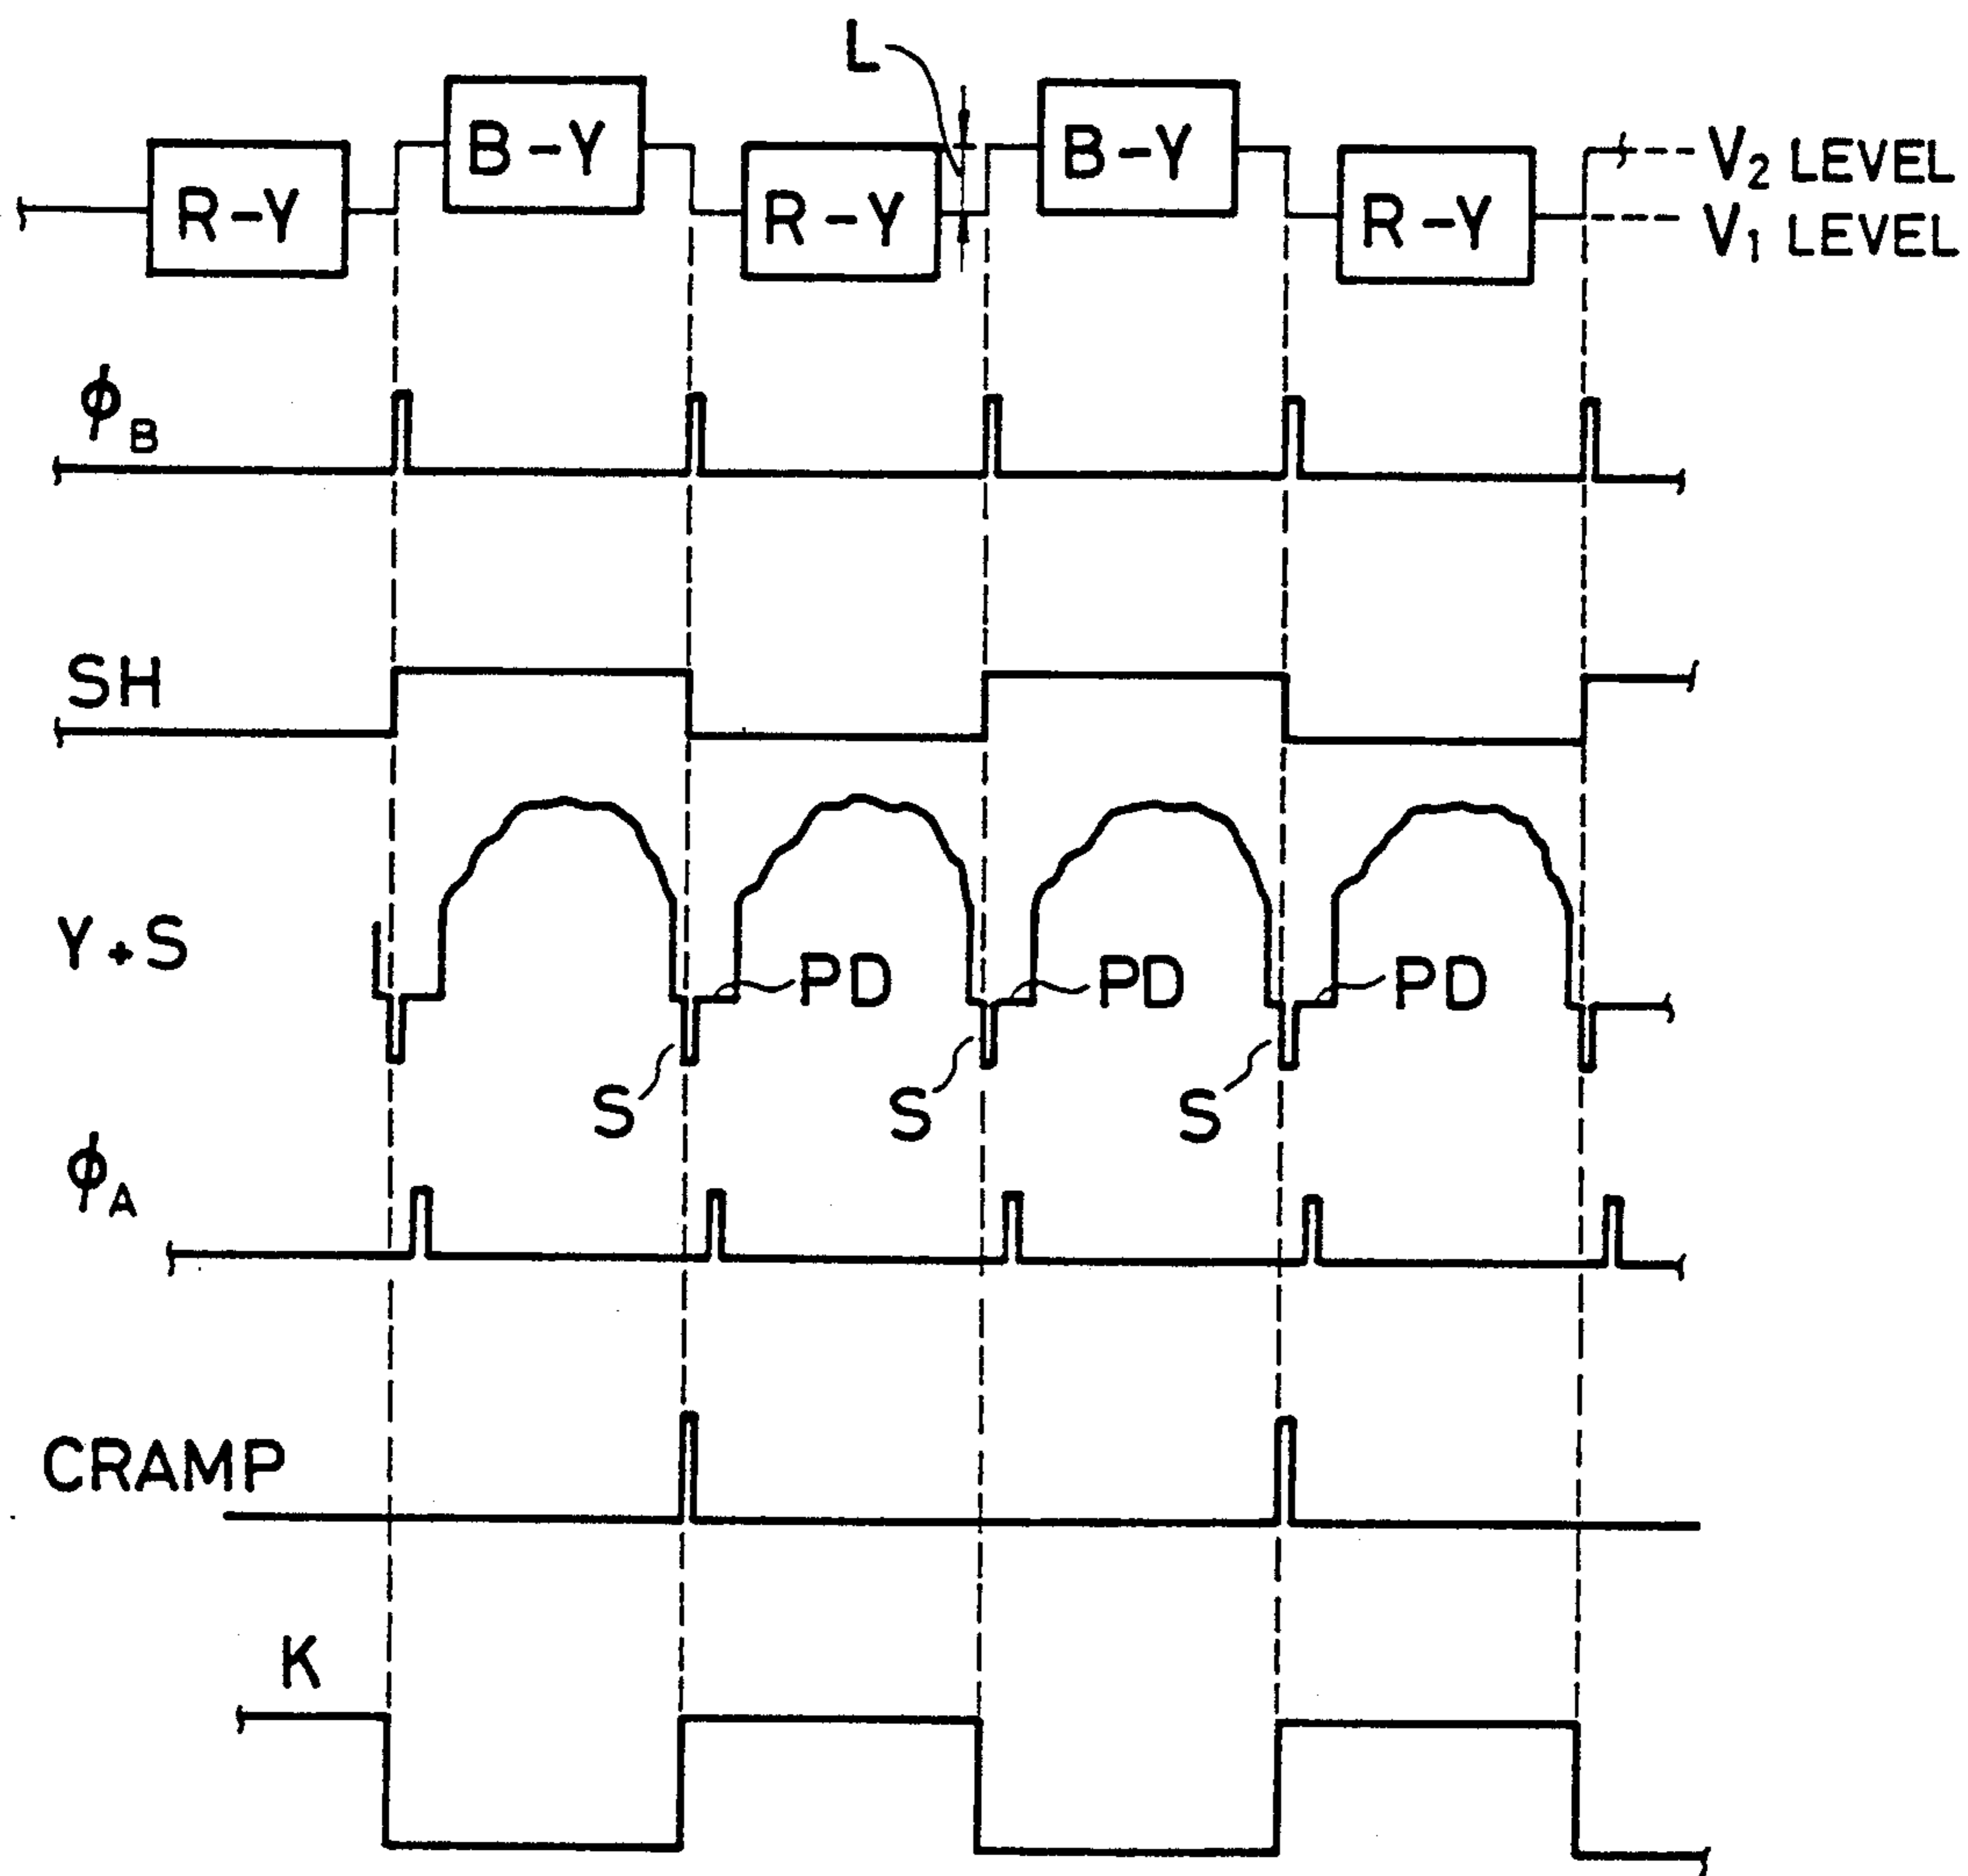 L
R-Y
B-Y
R-Y
B-Y
R-Y
V₂ LEVEL
V₁ LEVEL
ϕB
SH
Y+S
PD
PD
PD
S
S
S
ϕA
CRAMP
K